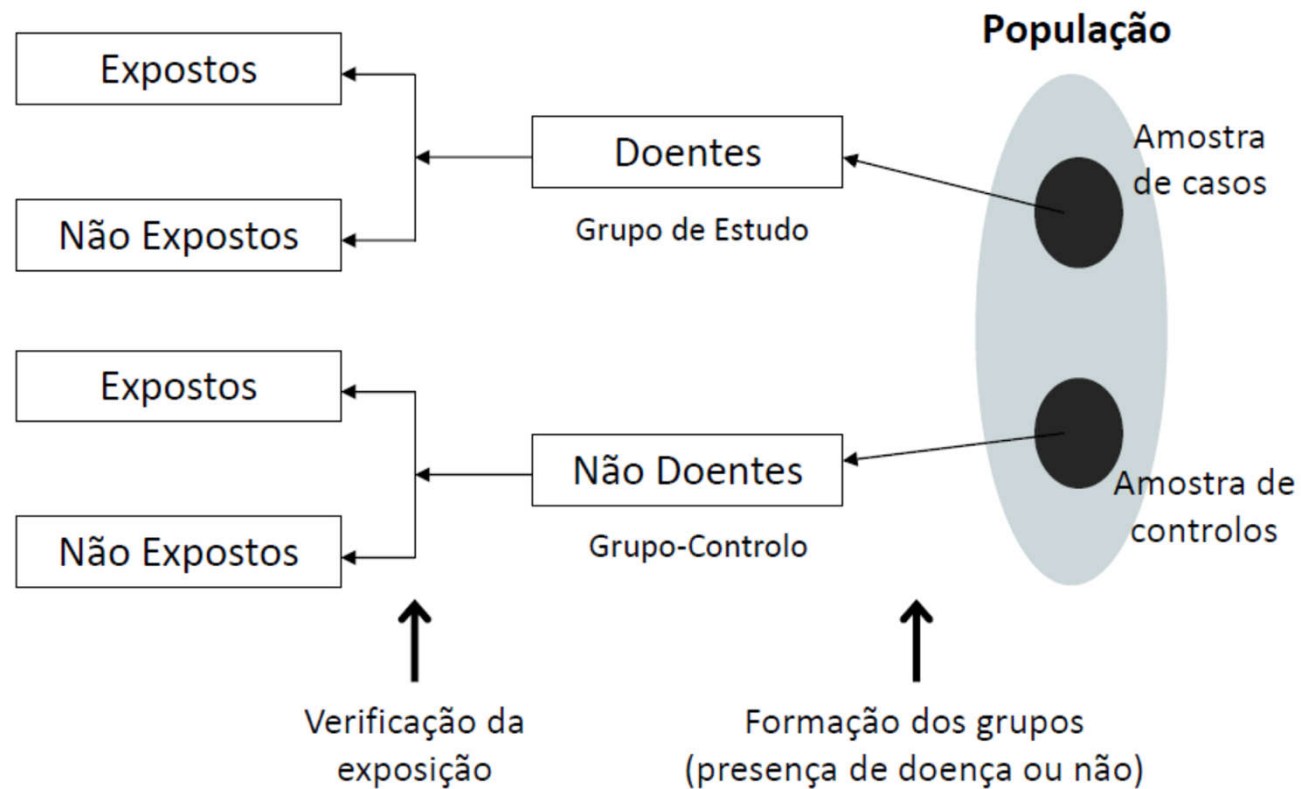 População
Expostos
Não Expostos
Doentes
Grupo de Estudo
Amostra
de casos
Expostos
Não Expostos
Não Doentes
Grupo-Controlo
Amostra de
controlos
Verificação da
exposição
Formação dos grupos
(presença de doença ou não)